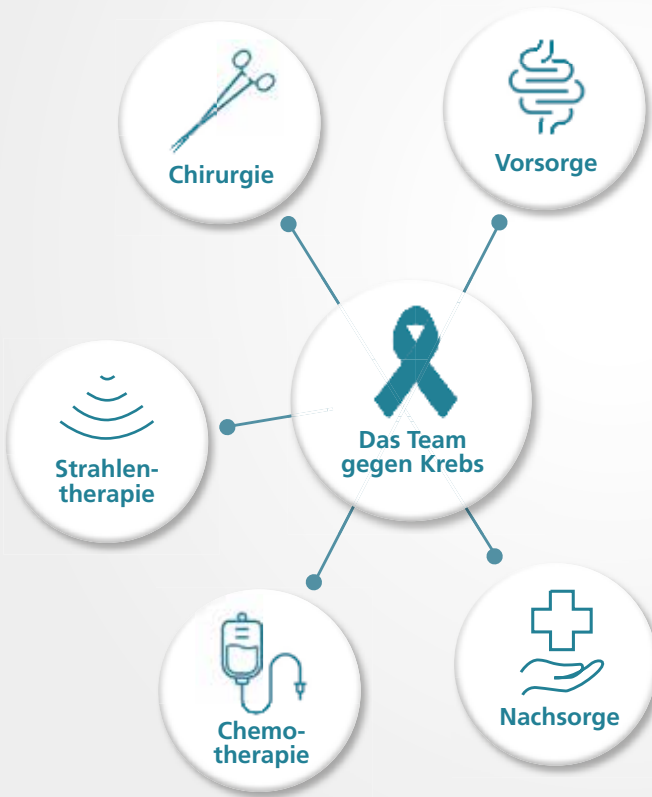 Chirurgie
Vorsorge
Das Team
gegen Krebs
Strahlen-
therapie
Chemo-
therapie
Nachsorge